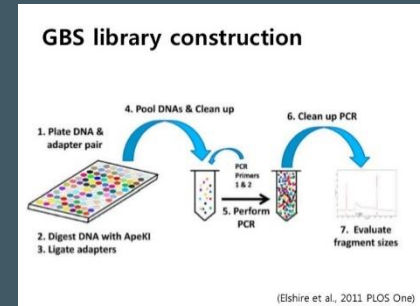 GBS library construction
4. Pool DNAs & Clean up
6. Clean up PCR
1. Plate DNA &
adapter pair
PCR
Primers
1 & 2
5. Perform
PCR
2. Digest DNA with ApeKI
3. Ligate adapters
7. Evaluate
fragment sizes
(Elshire et al., 2011 PLOS One)